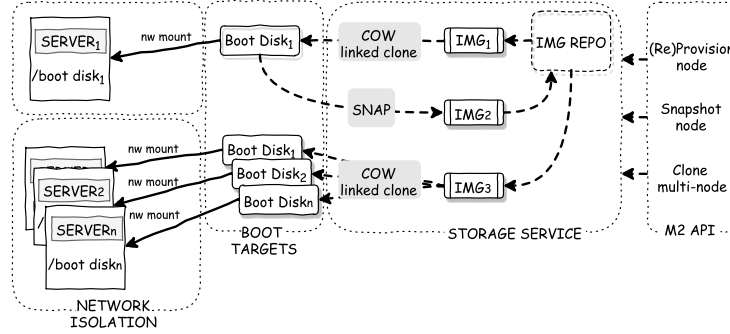 SERVER1
/boot disk1
nw mount
Boot Disk1
COW
linked clone
IMG1
IMG REPO
(Re)Provision
node
SNAP
IMG2
Snapshot
node
nw mount
Boot Disk1
nw mount
Boot Disk2
nw mount
Boot Diskn
COW
linked clone
IMG3
Clone
multi-node
SERVER2
SERVERn
/boot diskn
BOOT
TARGETS
STORAGE SERVICE
M2 API
NETWORK
ISOLATION